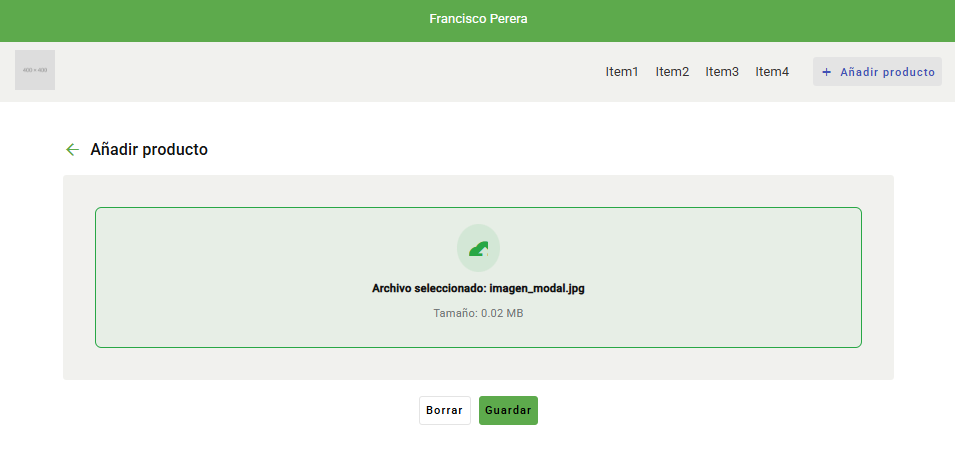 Francisco Perera
400 x 400
Item1 Item2 Item3 Item4 + Añadir producto
← Añadir producto
Archivo seleccionado: imagen_modal.jpg
Tamaño: 0.02 MB
Borrar Guardar